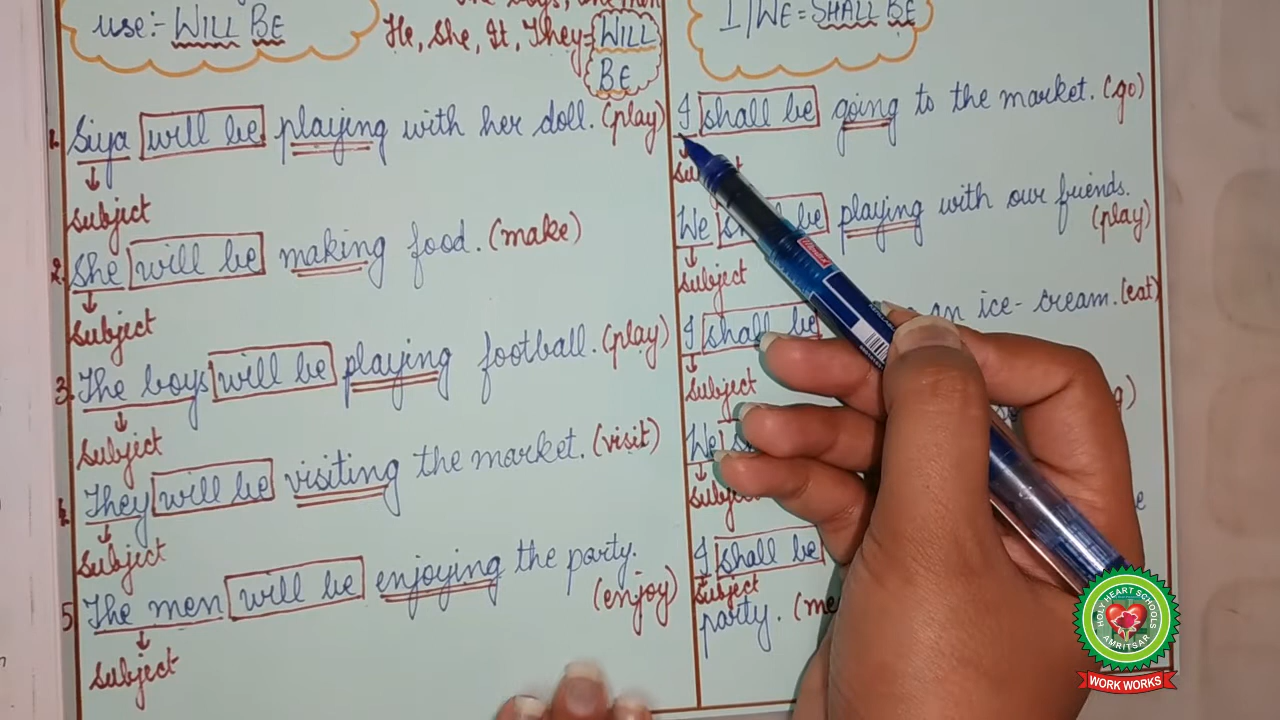 use:- WILL BE
He, She, It, They= WILL
BE
1. Siya will be playing with her doll. (play)
Subject
2. She will be making food. (make)
Subject
3. The boys will be playing football. (play)
Subject
4. They will be visiting the market. (visit)
Subject
5 The men will be enjoying the party.
(enjoy)
Subject
I/WE = SHALL BE
I shall be going to the market. (go)
We be playing with our friends.
(play)
Subject
I shall be an ice-cream. (eat)
Subject
We
I shall be
Subject
party.
HOLY HEART SCHOOLS
AMRITSAR
WORK WORKS